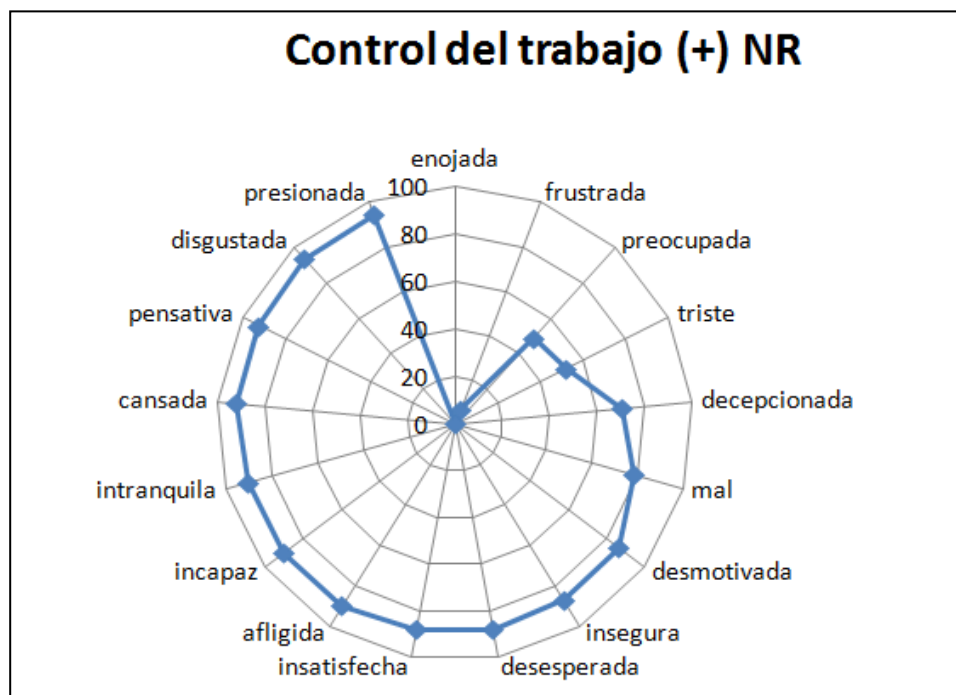 Control del trabajo (+) NR
enojada
frustrada
preocupada
triste
decepcionada
mal
desmotivada
insegura
desesperada
insatisfecha
afligida
incapaz
intranquila
cansada
pensativa
disgustada
presionada
100
80
60
40
20
0